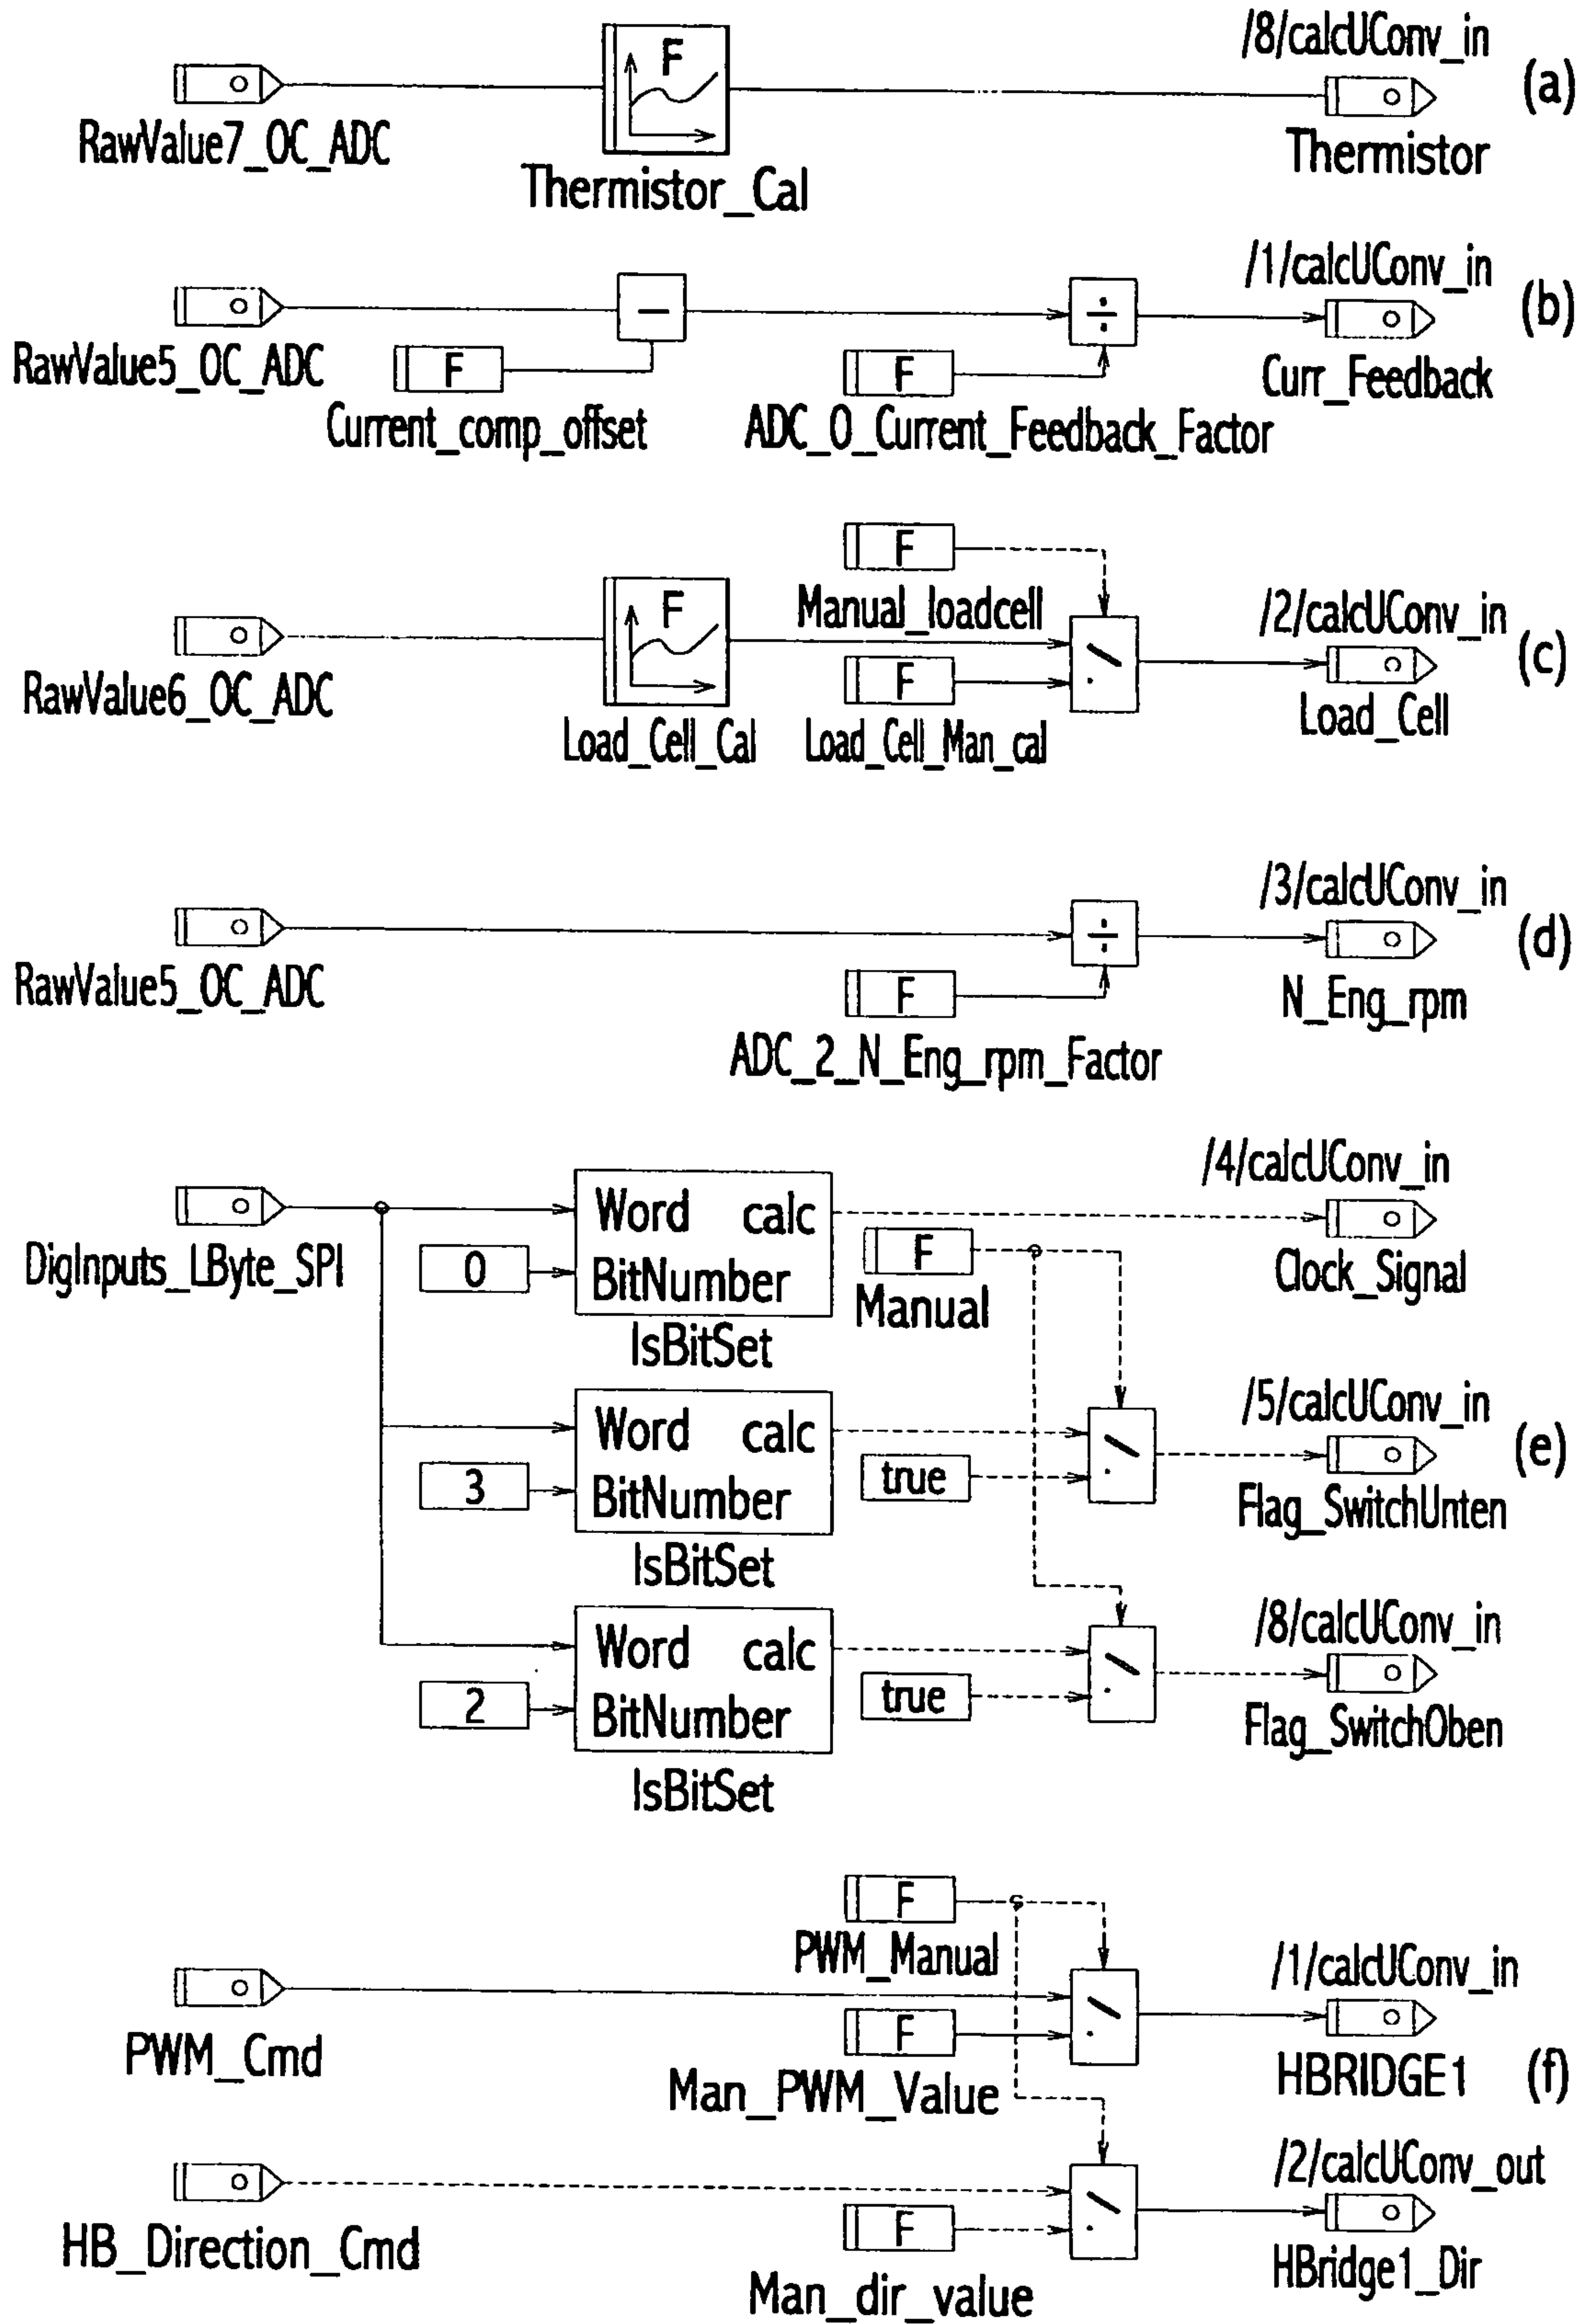 /8/calcUConv_in
(a)
F
RawValue7_OC_ADC
Thermistor_Cal
Thermistor
/1/calcUConv_in
(b)
−
÷
F
F
RawValue5_OC_ADC
Current_comp_offset
ADC_0_Current_Feedback_Factor
Curr_Feedback
F
Manual_loadcell
/2/calcUConv_in
(c)
F
F
RawValue6_OC_ADC
Load_Cell_Cal
Load_Cell_Man_cal
Load_Cell
/3/calcUConv_in
(d)
÷
F
RawValue5_OC_ADC
ADC_2_N_Eng_rpm_Factor
N_Eng_rpm
/4/calcUConv_in
Word calc
F
DigInputs_LByte_SPI
0
BitNumber
Manual
Clock_Signal
IsBitSet
/5/calcUConv_in
(e)
Word calc
3
BitNumber
true
Flag_SwitchUnten
IsBitSet
/8/calcUConv_in
Word calc
2
BitNumber
true
Flag_SwitchOben
IsBitSet
F
PWM_Manual
/1/calcUConv_in
F
PWM_Cmd
Man_PWM_Value
HBRIDGE1
(f)
/2/calcUConv_out
F
HB_Direction_Cmd
Man_dir_value
HBridge1_Dir